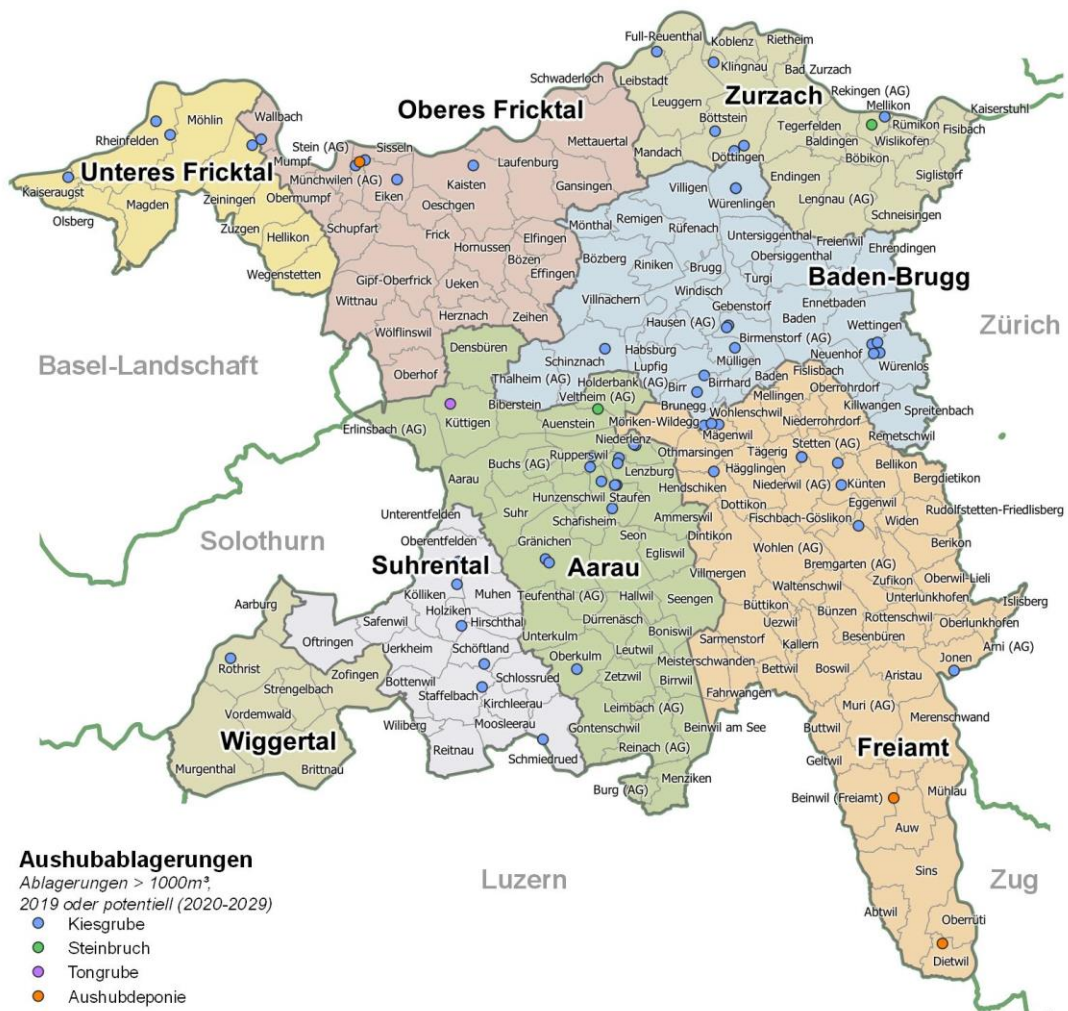 Full-Reuenthal
Koblenz
Rietheim
Klingnau
Bad Zurzach
Schwaderloch
Leibstadt
Rekingen (AG)
Mellikon
Kaiserstuhl
Zurzach
Leuggern
Rümikon
Fisibach
Oberes Fricktal
Wallbach
Möhlin
Rheinfelden
Böttstein
Tegerfelden
Wislikofen
Baldingen
Böbikon
Mettauertal
Mandach
Döttingen
Stein (AG)
Sisseln
Mumpf
Laufenburg
Unteres Fricktal
Münchwilen (AG)
Kaisten
Gansingen
Villigen
Endingen
Siglistorf
Kaiseraugst
Eiken
Würenlingen
Lengnau (AG)
Obermumpf
Zeiningen
Magden
Oeschgen
Schneisingen
Olsberg
Zuzgen
Schupfart
Mönthal
Remigen
Rüfenach
Untersiggenthal
Freienwil
Ehrendingen
Hellikon
Frick
Elfingen
Hornussen
Bözen
Bözberg
Riniken
Brugg
Obersiggenthal
Turgi
Wegenstetten
Effingen
Baden-Brugg
Gipf-Oberfrick
Ueken
Windisch
Wittnau
Villnachern
Gebenstorf
Ennetbaden
Herznach
Zeihen
Hausen (AG)
Baden
Zürich
Wölflinswil
Birmenstorf (AG)
Wettingen
Densbüren
Habsburg
Mülligen
Neuenhof
Basel-Landschaft
Schinznach
Lupfig
Würenlos
Oberhof
Thalheim (AG)
Holderbank (AG)
Birr
Birrhard
Baden
Fislisbach
Veltheim (AG)
Oberrohrdorf
Mellingen
Killwangen
Biberstein
Brunegg
Wohlenschwil
Spreitenbach
Küttigen
Auenstein
Möriken-Wildegg
Niederrohrdorf
Erlinsbach (AG)
Mägenwil
Remetschwil
Niederlenz
Othmarsingen
Tägerig
Stetten (AG)
Buchs (AG)
Rupperswil
Lenzburg
Hägglingen
Bellikon
Bergdietikon
Aarau
Hendschiken
Niederwil (AG)
Künten
Hunzenschwil
Staufen
Dottikon
Eggenwil
Unterentfelden
Suhr
Schafisheim
Ammerswil
Fischbach-Göslikon
Widen
Rudolfstetten-Friedlisberg
Oberentfelden
Seon
Dintikon
Berikon
Solothurn
Gränichen
Egliswil
Wohlen (AG)
Bremgarten (AG)
Suhrental
Aarau
Villmergen
Zufikon
Oberwil-Lieli
Kölliken
Muhen
Teufenthal (AG)
Hallwil
Seengen
Waltenschwil
Unterlunkhofen
Islisberg
Aarburg
Holziken
Büttikon
Bünzen
Rottenschwil
Safenwil
Hirschthal
Dürrenäsch
Uezwil
Oberlunkhofen
Oftringen
Unterkulm
Boniswil
Sarmenstorf
Kallern
Besenbüren
Arni (AG)
Uerkheim
Schöftland
Leutwil
Rothrist
Oberkulm
Meisterschwanden
Bettwil
Boswil
Jonen
Zofingen
Bottenwil
Schlossrued
Zetzwil
Birrwil
Aristau
Strengelbach
Staffelbach
Fahrwangen
Kirchleerau
Leimbach (AG)
Muri (AG)
Vordemwald
Wiliberg
Moosleerau
Gontenschwil
Beinwil am See
Buttwil
Merenschwand
Wiggertal
Reitnau
Reinach (AG)
Freiamt
Schmiedrued
Geltwil
Murgenthal
Brittnau
Menziken
Burg (AG)
Beinwil (Freiamt)
Mühlau
Auw
Aushubablagerungen
Ablagerungen > 1000m³,
2019 oder potentiell (2020-2029)
Kiesgrube
Steinbruch
Tongrube
Aushubdeponie
Luzern
Sins
Zug
Abtwil
Oberrüti
Dietwil